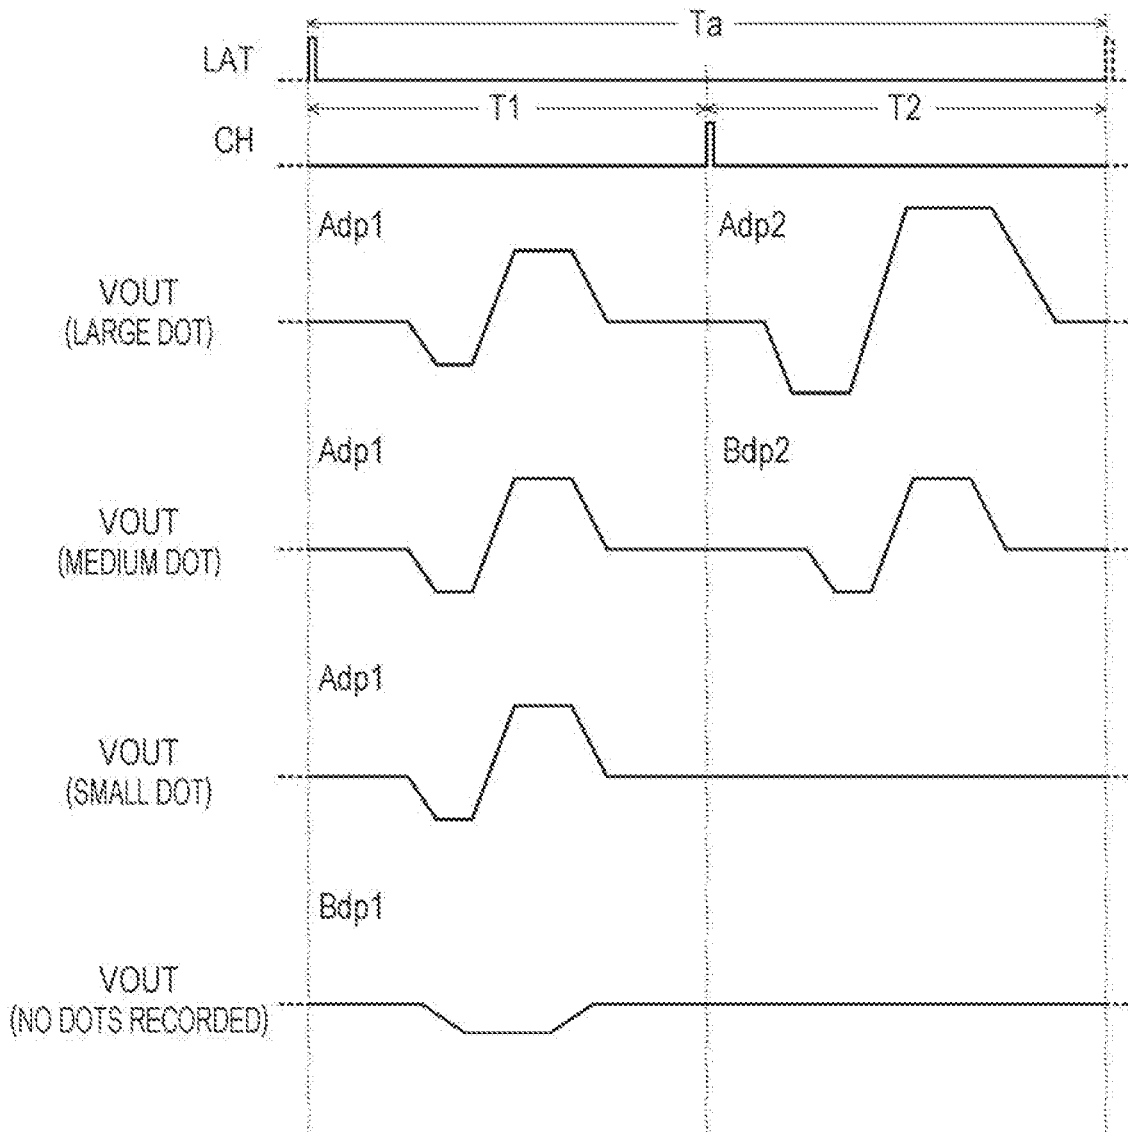 Ta
LAT
T1
T2
CH
Adp1
Adp2
VOUT
(LARGE DOT)
Adp1
Bdp2
VOUT
(MEDIUM DOT)
Adp1
VOUT
(SMALL DOT)
Bdp1
VOUT
(NO DOTS RECORDED)